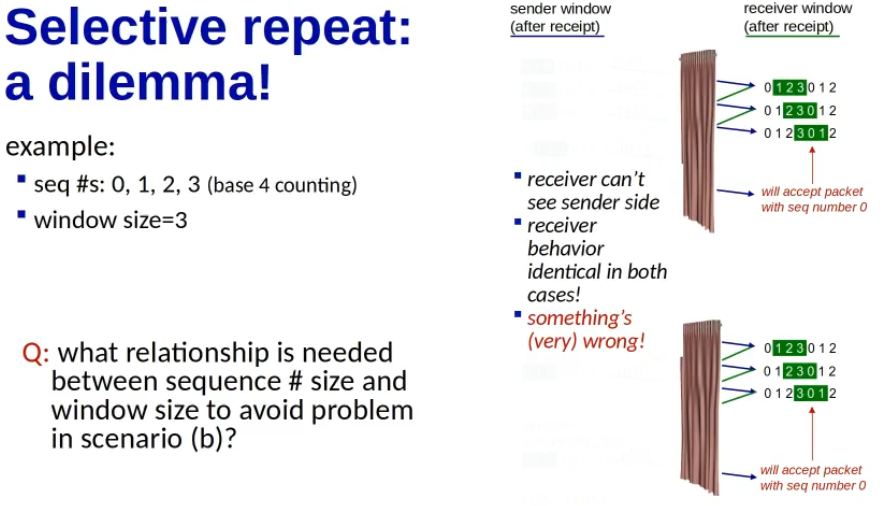 Selective repeat:
a dilemma!
example:
seq #s: 0, 1, 2, 3 (base 4 counting)
window size=3
Q: what relationship is needed
between sequence # size and
window size to avoid problem
in scenario (b)?
sender window
(after receipt)
receiver can’t
see sender side
receiver
behavior
identical in both
cases!
something’s
(very) wrong!
receiver window
(after receipt)
0 1 2 3 0 1 2
0 1 2 3 0 1 2
0 1 2 3 0 1 2
will accept packet
with seq number 0
0 1 2 3 0 1 2
0 1 2 3 0 1 2
0 1 2 3 0 1 2
will accept packet
with seq number 0